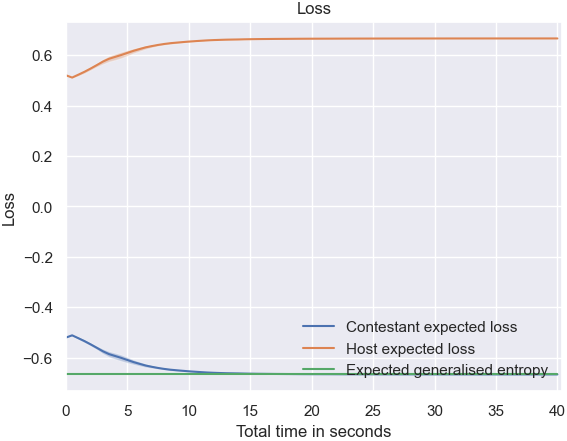 Loss
0.6
0.4
0.2
0.0
−0.2
−0.4
−0.6
Loss
Contestant expected loss
Host expected loss
Expected generalised entropy
0 5 10 15 20 25 30 35 40
Total time in seconds